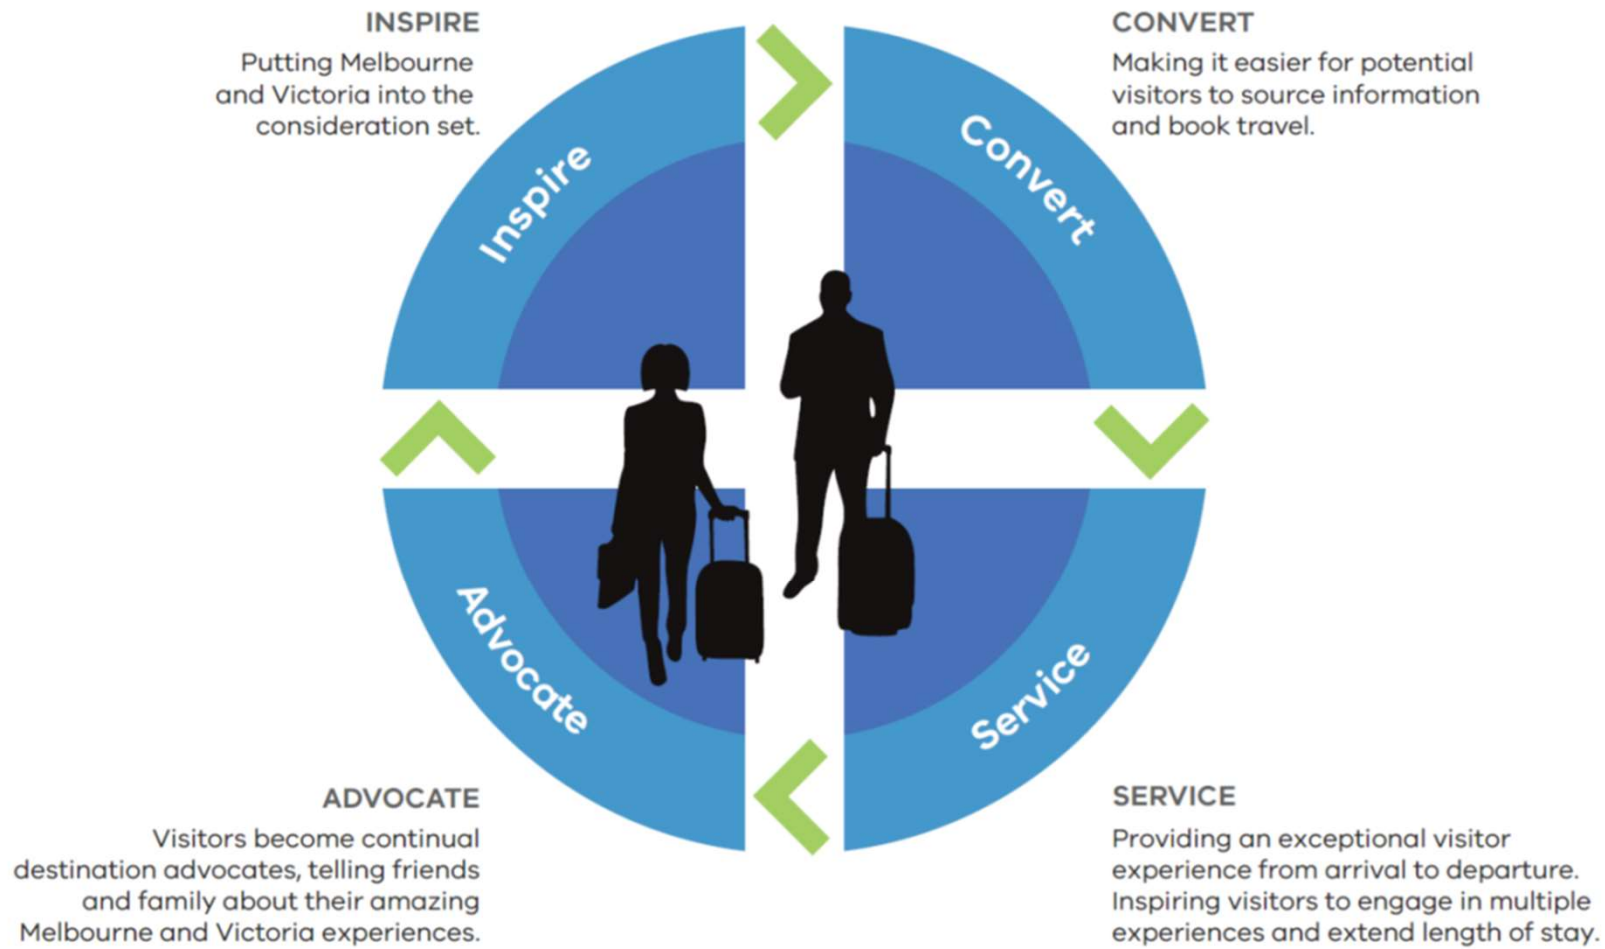 INSPIRE
Putting Melbourne
and Victoria into the
consideration set.
CONVERT
Making it easier for potential
visitors to source information
and book travel.
Inspire
Convert
Advocate
Service
ADVOCATE
Visitors become continual
destination advocates, telling friends
and family about their amazing
Melbourne and Victoria experiences.
SERVICE
Providing an exceptional visitor
experience from arrival to departure.
Inspiring visitors to engage in multiple
experiences and extend length of stay.